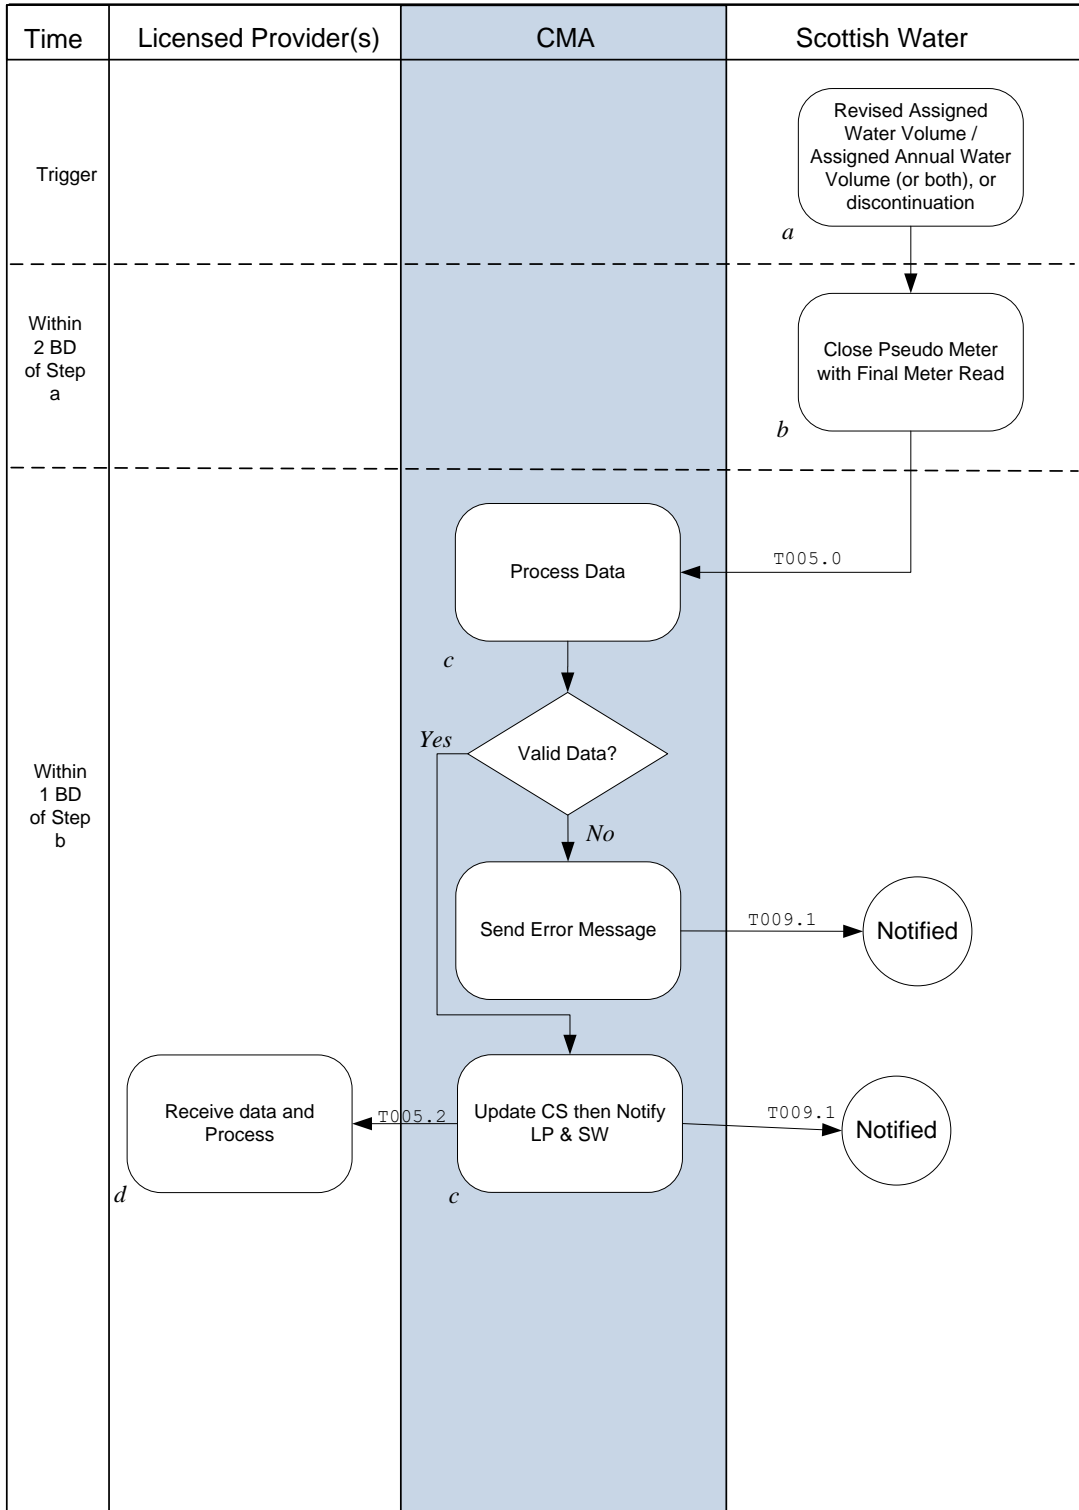 Time
Licensed Provider(s)
CMA
Scottish Water
Trigger
Revised Assigned
Water Volume /
Assigned Annual Water
Volume (or both), or
discontinuation
a
Within
2 BD
of Step
a
Close Pseudo Meter
with Final Meter Read
b
Within
1 BD
of Step
b
Process Data
T005.0
c
Yes
Valid Data?
No
Send Error Message
T009.1
Notified
Receive data and
Process
d
T005.2
Update CS then Notify
LP & SW
c
T009.1
Notified